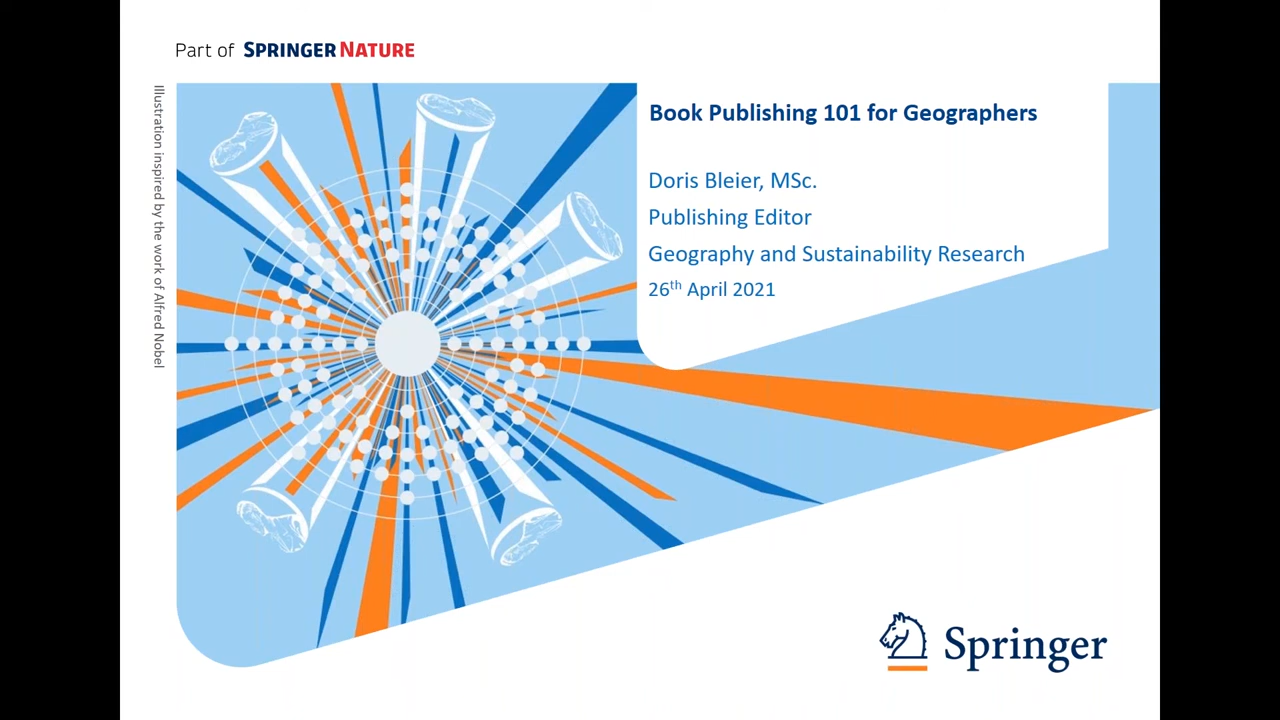 Part of SPRINGER NATURE
Illustration inspired by the work of Alfred Nobel
Book Publishing 101 for Geographers
Doris Bleier, MSc.
Publishing Editor
Geography and Sustainability Research
26th April 2021
Springer